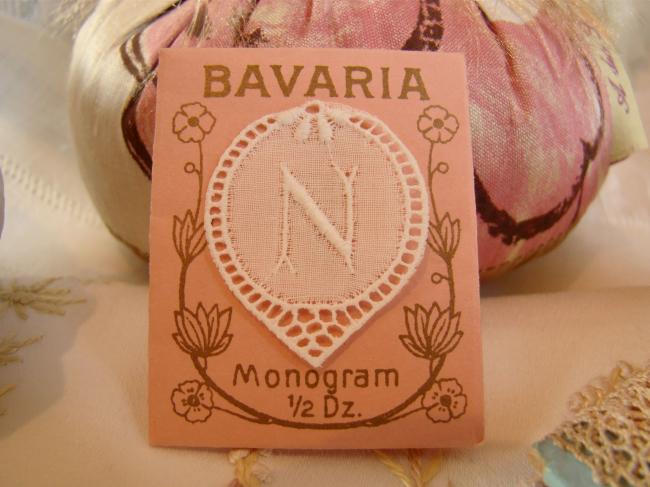 BAVARIA
N
Monogram
1/2 Dz.